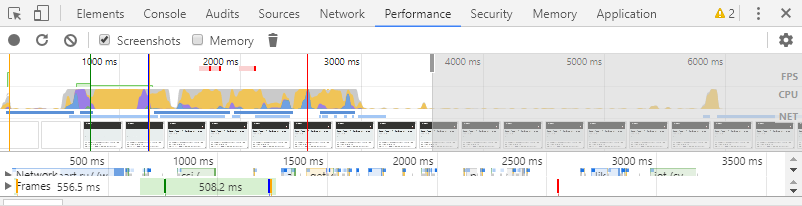 Elements Console Audits Sources Network Performance Security Memory Application 2
Screenshots Memory
1000 ms 2000 ms 3000 ms 4000 ms 5000 ms 6000 ms
FPS
CPU
NET
500 ms 1000 ms 1500 ms 2000 ms 2500 ms 3000 ms 3500 ms
Network
Frames 556.5 ms 508.2 ms